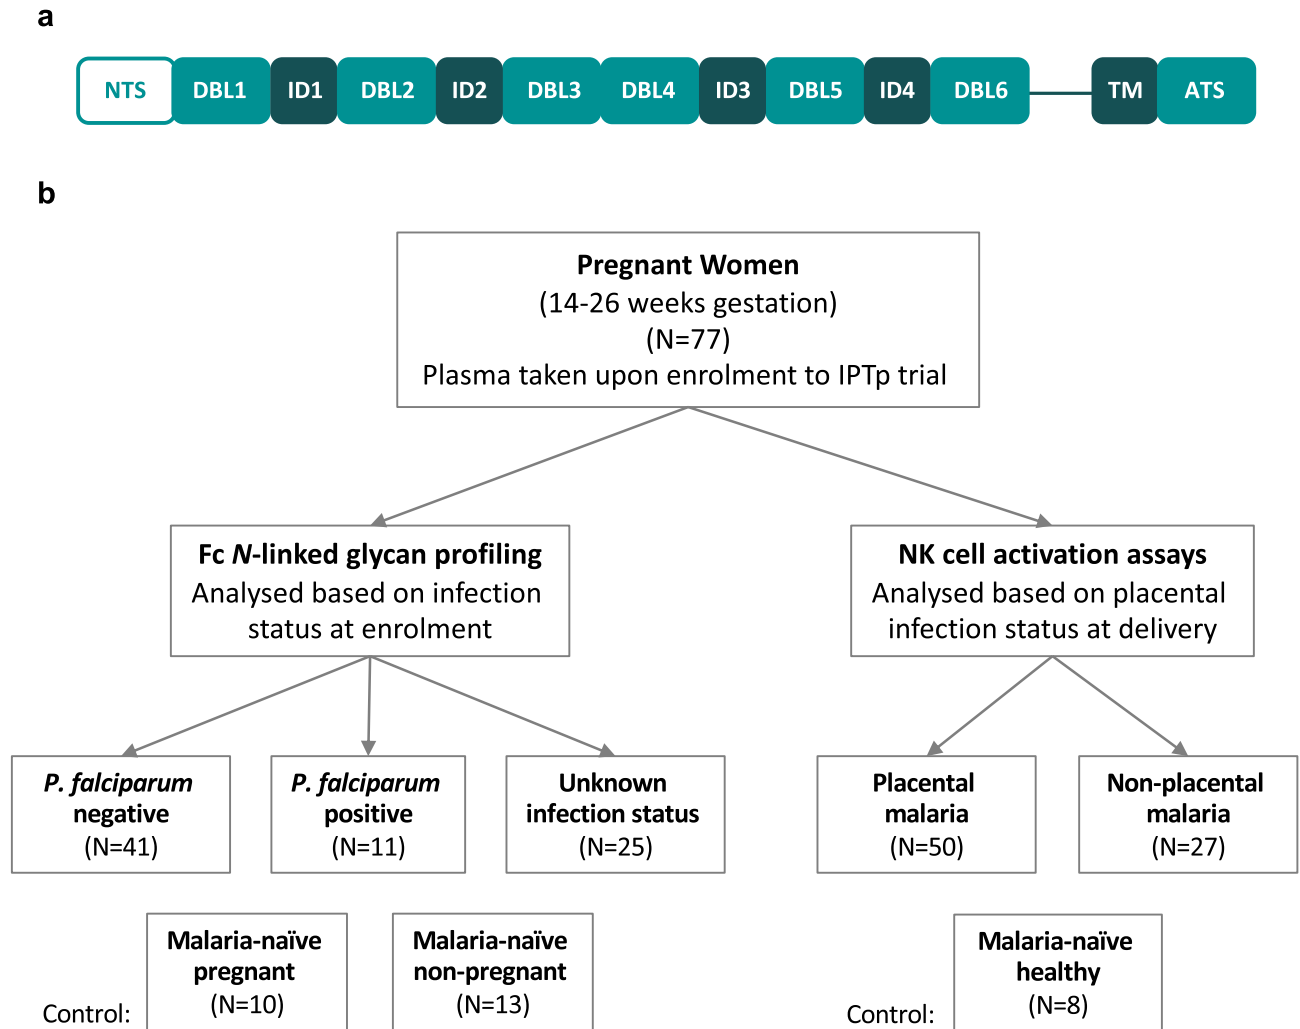 a
NTS DBL1 ID1 DBL2 ID2 DBL3 DBL4 ID3 DBL5 ID4 DBL6 TM ATS
b
Pregnant Women
(14-26 weeks gestation)
(N=77)
Plasma taken upon enrolment to IPTp trial
Fc N-linked glycan profiling
Analysed based on infection
status at enrolment
NK cell activation assays
Analysed based on placental
infection status at delivery
P. falciparum
negative
(N=41)
P. falciparum
positive
(N=11)
Unknown
infection status
(N=25)
Placental
malaria
(N=50)
Non-placental
malaria
(N=27)
Control:
Malaria-naïve
pregnant
(N=10)
Malaria-naïve
non-pregnant
(N=13)
Control:
Malaria-naïve
healthy
(N=8)